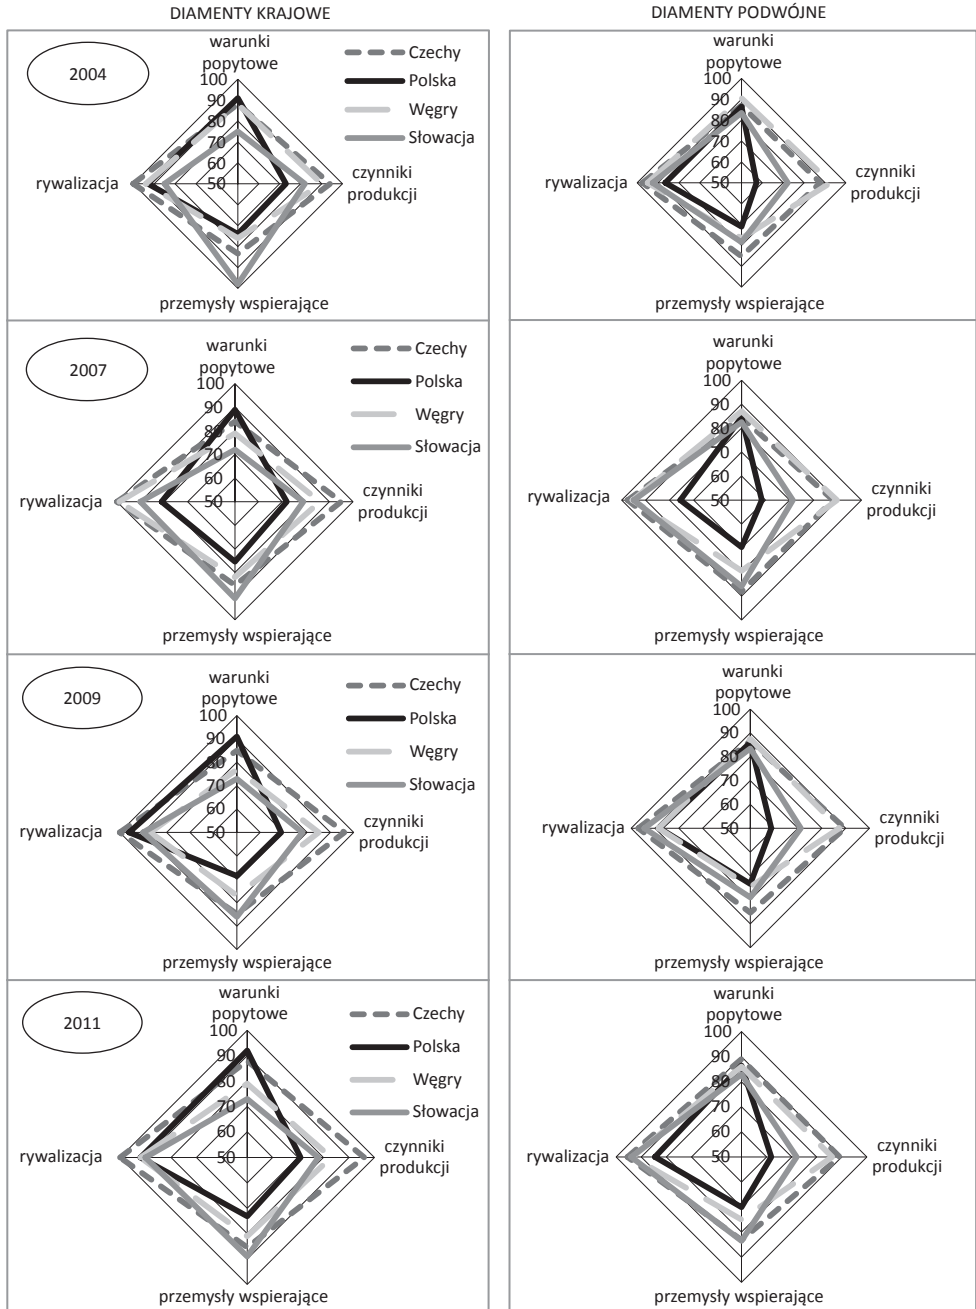 DIAMENTY KRAJOWE
DIAMENTY PODWÓJNE
2004
warunki
popytowe
100
90
80
70
60
50
rywalizacja
czynniki
produkcji
przemysły wspierające
Czechy
Polska
Węgry
Słowacja
warunki
popytowe
100
90
80
70
60
50
rywalizacja
czynniki
produkcji
przemysły wspierające
2007
warunki
popytowe
100
90
80
70
60
50
rywalizacja
czynniki
produkcji
przemysły wspierające
Czechy
Polska
Węgry
Słowacja
warunki
popytowe
100
90
80
70
60
50
rywalizacja
czynniki
produkcji
przemysły wspierające
2009
warunki
popytowe
100
90
80
70
60
50
rywalizacja
czynniki
produkcji
przemysły wspierające
Czechy
Polska
Węgry
Słowacja
warunki
popytowe
100
90
80
70
60
50
rywalizacja
czynniki
produkcji
przemysły wspierające
2011
warunki
popytowe
100
90
80
70
60
50
rywalizacja
czynniki
produkcji
przemysły wspierające
Czechy
Polska
Węgry
Słowacja
warunki
popytowe
100
90
80
70
60
50
rywalizacja
czynniki
produkcji
przemysły wspierające